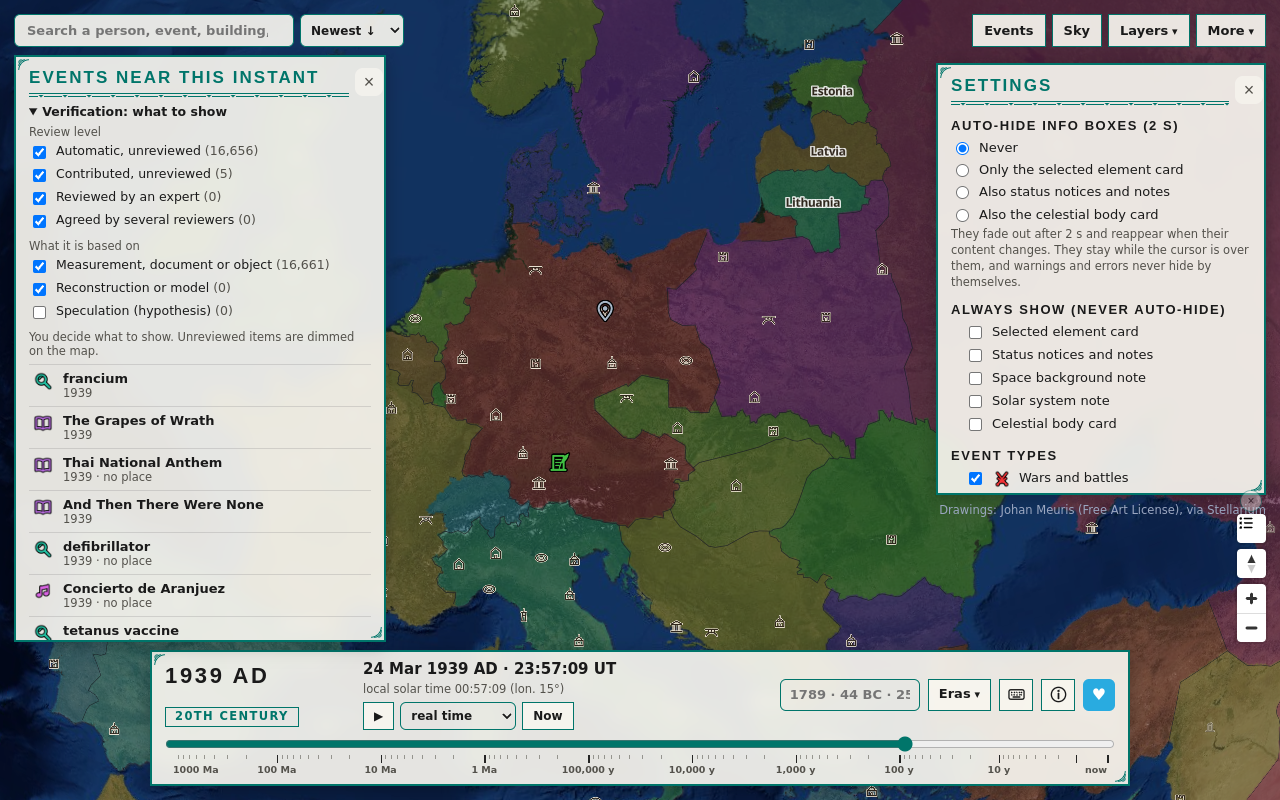 Search a person, event, building,
Newest ↓
Events
Sky
Layers ▾
More ▾
EVENTS NEAR THIS INSTANT
×
▼ Verification: what to show
Review level
Automatic, unreviewed (16,656)
Contributed, unreviewed (5)
Reviewed by an expert (0)
Agreed by several reviewers (0)
What it is based on
Measurement, document or object (16,661)
Reconstruction or model (0)
Speculation (hypothesis) (0)
You decide what to show. Unreviewed items are dimmed
on the map.
francium
1939
The Grapes of Wrath
1939
Thai National Anthem
1939 · no place
And Then There Were None
1939
defibrillator
1939 · no place
Concierto de Aranjuez
1939 · no place
tetanus vaccine
Estonia
Latvia
Lithuania
SETTINGS
×
AUTO-HIDE INFO BOXES (2 S)
Never
Only the selected element card
Also status notices and notes
Also the celestial body card
They fade out after 2 s and reappear when their
content changes. They stay while the cursor is over
them, and warnings and errors never hide by
themselves.
ALWAYS SHOW (NEVER AUTO-HIDE)
Selected element card
Status notices and notes
Space background note
Solar system note
Celestial body card
EVENT TYPES
Wars and battles
Drawings: Johan Meuris (Free Art License), via Stellarium
1939 AD
20TH CENTURY
24 Mar 1939 AD · 23:57:09 UT
local solar time 00:57:09 (lon. 15°)
▶
real time
Now
1789 · 44 BC · 25
Eras ▾
1000 Ma
100 Ma
10 Ma
1 Ma
100,000 y
10,000 y
1,000 y
100 y
10 y
now